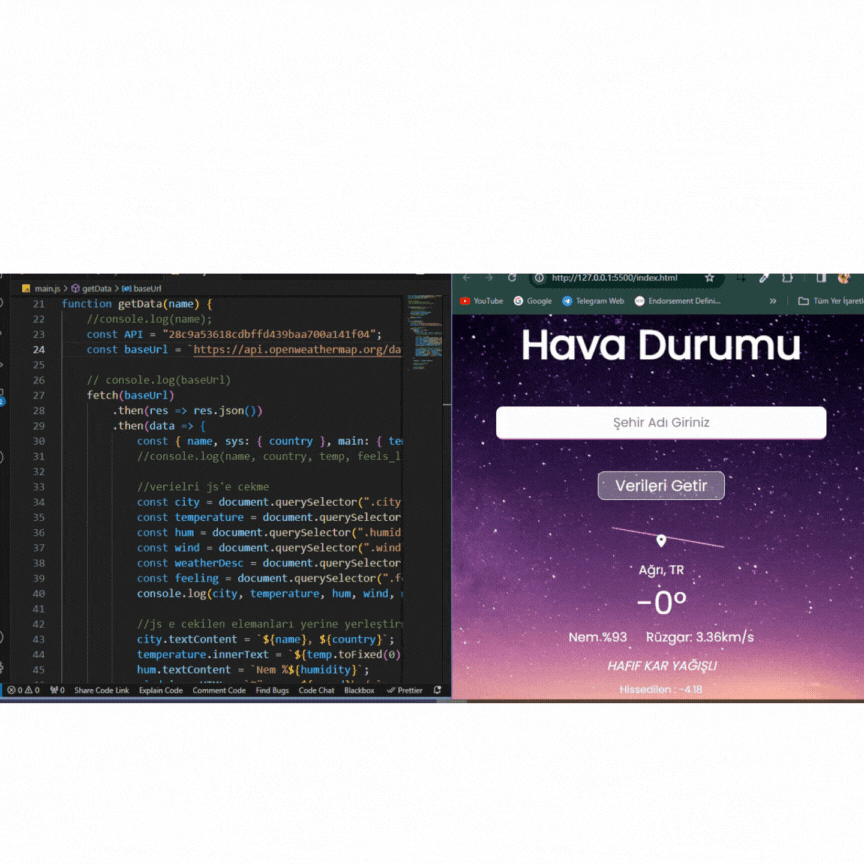 main.js > getData > baseUrl
21 function getData(name) {
22 //console.log(name);
23 const API = "28c9a53618cdbffd439baa700a141f04";
24 const baseUrl = `https://api.openweathermap.org/da
25
26 // console.log(baseUrl)
27 fetch(baseUrl)
28 .then(res => res.json())
29 .then(data => {
30 const { name, sys: { country }, main: { te
31 //console.log(name, country, temp, feels_l
32
33 //verielri js'e cekme
34 const city = document.querySelector(".city
35 const temperature = document.querySelector
36 const hum = document.querySelector(".humid
37 const wind = document.querySelector(".wind
38 const weatherDesc = document.querySelector
39 const feeling = document.querySelector(".f
40 console.log(city, temperature, hum, wind,
41
42 //js e cekilen elemanları yerine yerleştir
43 city.textContent = `${name}, ${country}`;
44 temperature.innerText = `${temp.toFixed(0)
45 hum.textContent = `Nem %${humidity}`;
0 0 0 Share Code Link Explain Code Comment Code Find Bugs Code Chat Blackbox Prettier
http://127.0.0.1:5500/index.html
YouTube Google Telegram Web Endorsement Defini... » Tüm Yer İşaretl
Hava Durumu
Şehir Adı Giriniz
Verileri Getir
Ağrı, TR
-0°
Nem.%93 Rüzgar: 3.36km/s
HAFIF KAR YAĞIŞLI
Hissedilen : -4.18